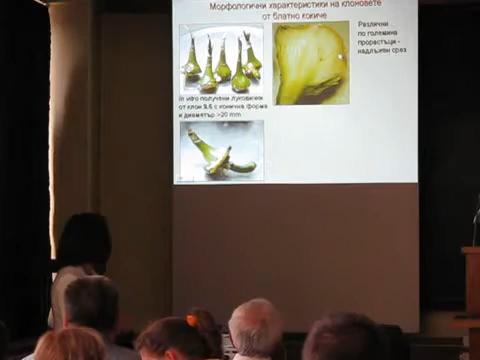 Морфологични характеристики на клоновете
от блатно кокиче
Различни
по големина
прорастъци -
надлъжен срез
In vitro получени луковички
от клон 3.5 с конична форма
и диаметър >20 mm